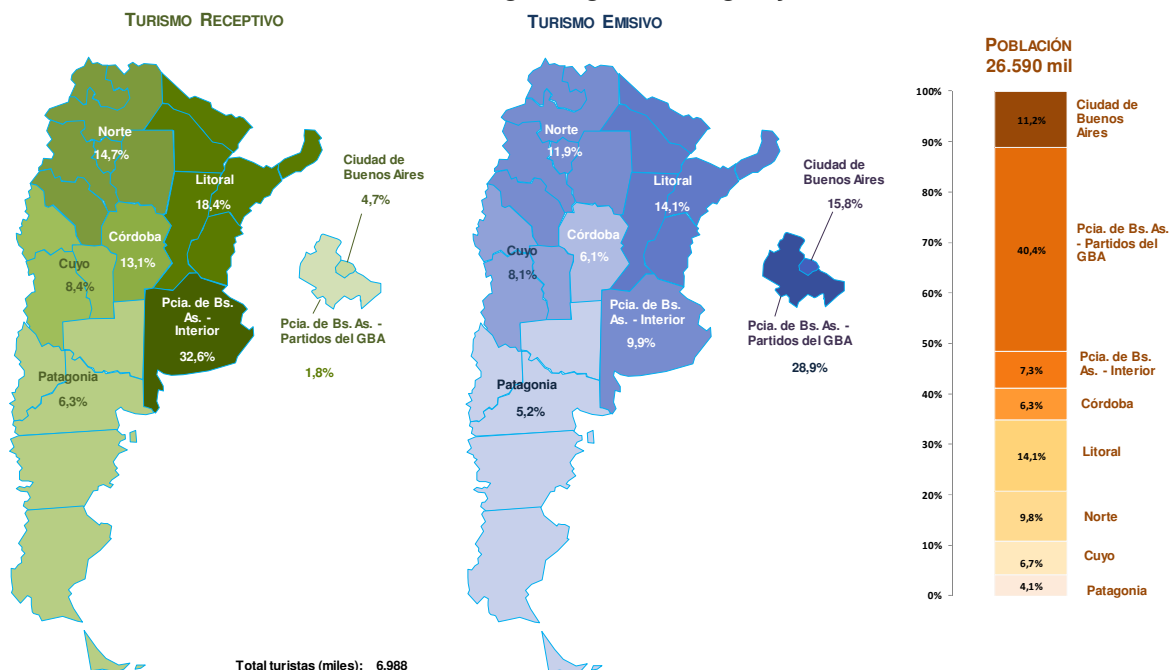 TURISMO RECEPTIVO
Norte
14,7%
Litoral
18,4%
Ciudad de
Buenos Aires
4,7%
Córdoba
13,1%
Cuyo
8,4%
Pcia. de Bs.
As. -
Interior
32,6%
Pcia. de Bs. As. -
Partidos del GBA
1,8%
Patagonia
6,3%
Total turistas (miles): 6.988
TURISMO EMISIVO
Norte
11,9%
Litoral
14,1%
Ciudad de
Buenos Aires
15,8%
Córdoba
6,1%
Cuyo
8,1%
Pcia. de Bs.
As. - Interior
9,9%
Pcia. de Bs. As. -
Partidos del GBA
28,9%
Patagonia
5,2%
POBLACIÓN
26.590 mil
100%
90%
80%
70%
60%
50%
40%
30%
20%
10%
0%
11,2%
Ciudad de
Buenos
Aires
40,4%
Pcia. de Bs. As.
- Partidos del
GBA
7,3%
Pcia. de Bs.
As. - Interior
6,3%
Córdoba
14,1%
Litoral
9,8%
Norte
6,7%
Cuyo
4,1%
Patagonia